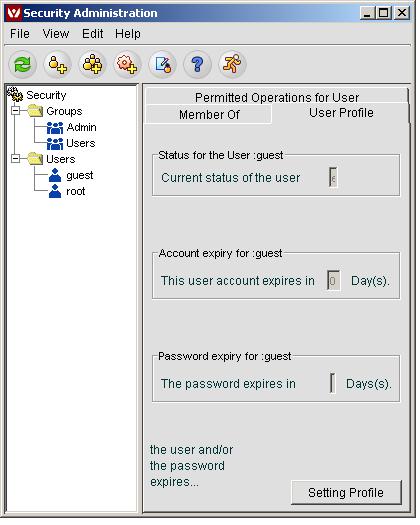 Security Administration
File View Edit Help
Security
Groups
Admin
Users
Users
guest
root
Permitted Operations for User
Member Of
User Profile
Status for the User :guest
Current status of the user
Account expiry for :guest
This user account expires in 0 Day(s).
Password expiry for :guest
The password expires in Days(s).
the user and/or
the password
expires...
Setting Profile